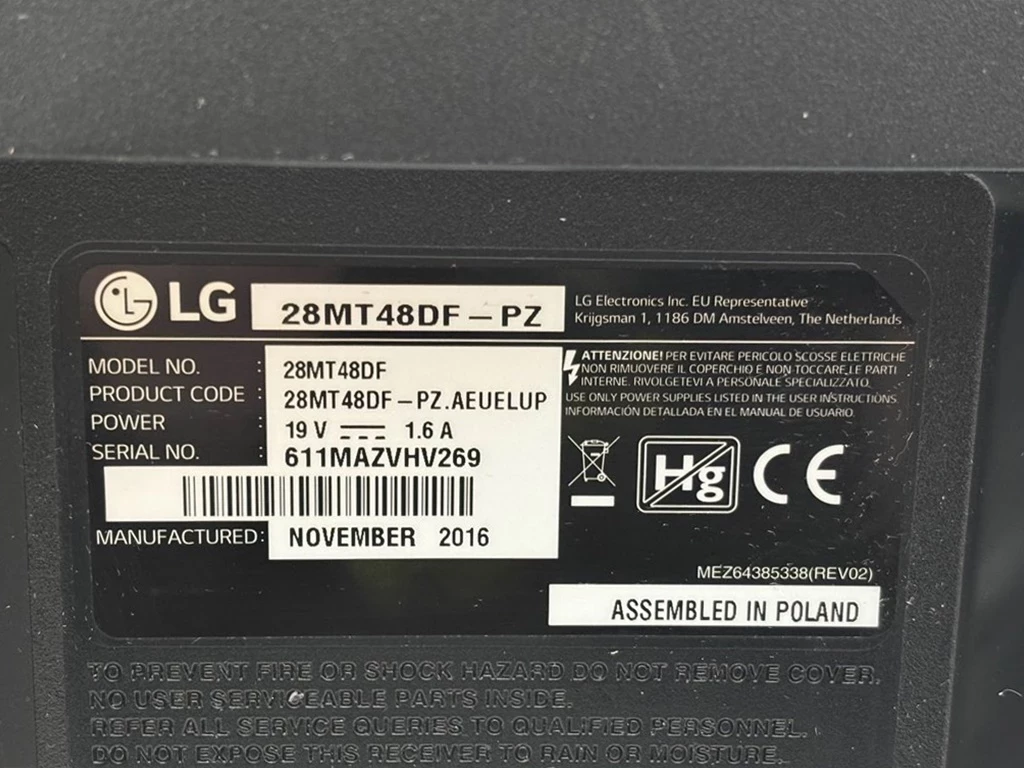 LG 28MT48DF-PZ
LG Electronics Inc. EU Representative
Krijgsman 1, 1186 DM Amstelveen, The Netherlands
MODEL NO. : 28MT48DF
PRODUCT CODE : 28MT48DF-PZ.AEUELUP
POWER : 19 V 1.6 A
SERIAL NO. : 611MAZVHV269
MANUFACTURED: NOVEMBER 2016
ATTENZIONE! PER EVITARE PERICOLO SCOSSE ELETTRICHE
NON RIMUOVERE IL COPERCHIO E NON TOCCARE LE PARTI
INTERNE. RIVOLGETEVI A PERSONALE SPECIALIZZATO.
USE ONLY POWER SUPPLIES LISTED IN THE USER INSTRUCTIONS.
INFORMACIÓN DETALLADA EN EL MANUAL DE USUARIO.
Hg CE
MEZ64385338(REV02)
ASSEMBLED IN POLAND
TO PREVENT FIRE OR SHOCK HAZARD DO NOT REMOVE COVER.
NO USER SERVICEABLE PARTS INSIDE.
REFER ALL SERVICE QUERIES TO QUALIFIED PERSONNEL.
DO NOT EXPOSE THIS RECEIVER TO RAIN OR MOISTURE.